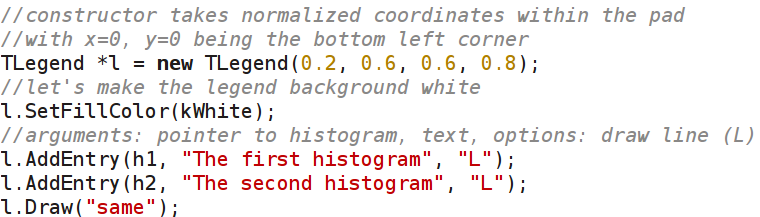 //constructor takes normalized coordinates within the pad
//with x=0, y=0 being the bottom left corner
TLegend *l = new TLegend(0.2, 0.6, 0.6, 0.8);
//let's make the legend background white
l.SetFillColor(kWhite);
//arguments: pointer to histogram, text, options: draw line (L)
l.AddEntry(h1, "The first histogram", "L");
l.AddEntry(h2, "The second histogram", "L");
l.Draw("same");